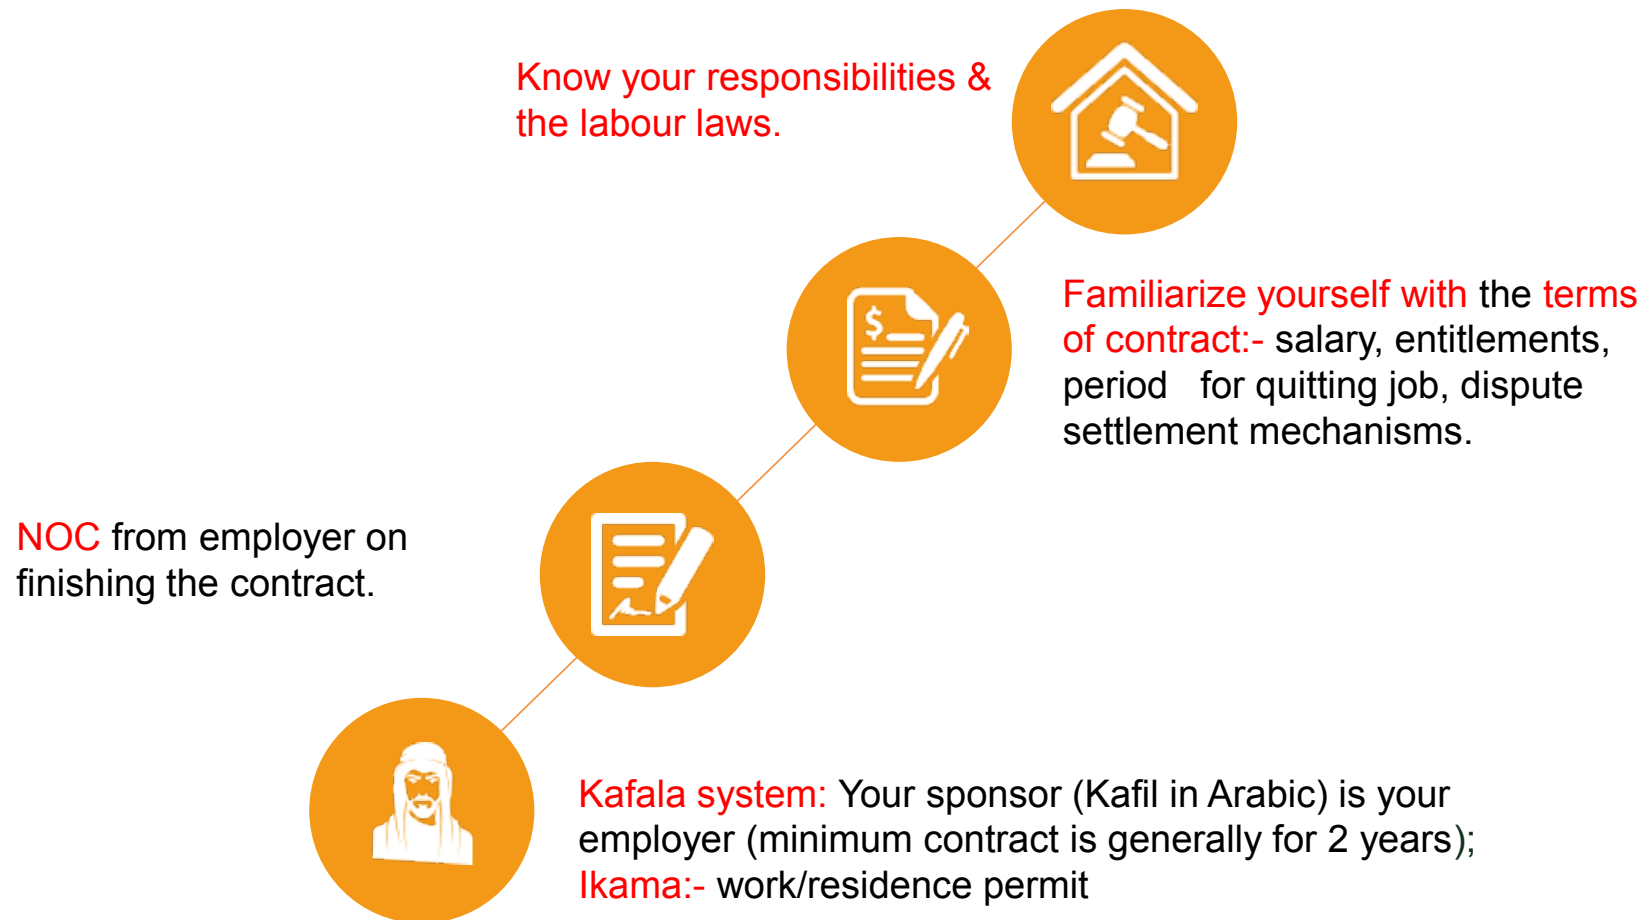 Know your responsibilities &
the labour laws.
Familiarize yourself with the terms
of contract:- salary, entitlements,
period   for quitting job, dispute
settlement mechanisms.
NOC from employer on
finishing the contract.
Kafala system: Your sponsor (Kafil in Arabic) is your
employer (minimum contract is generally for 2 years);
Ikama:- work/residence permit